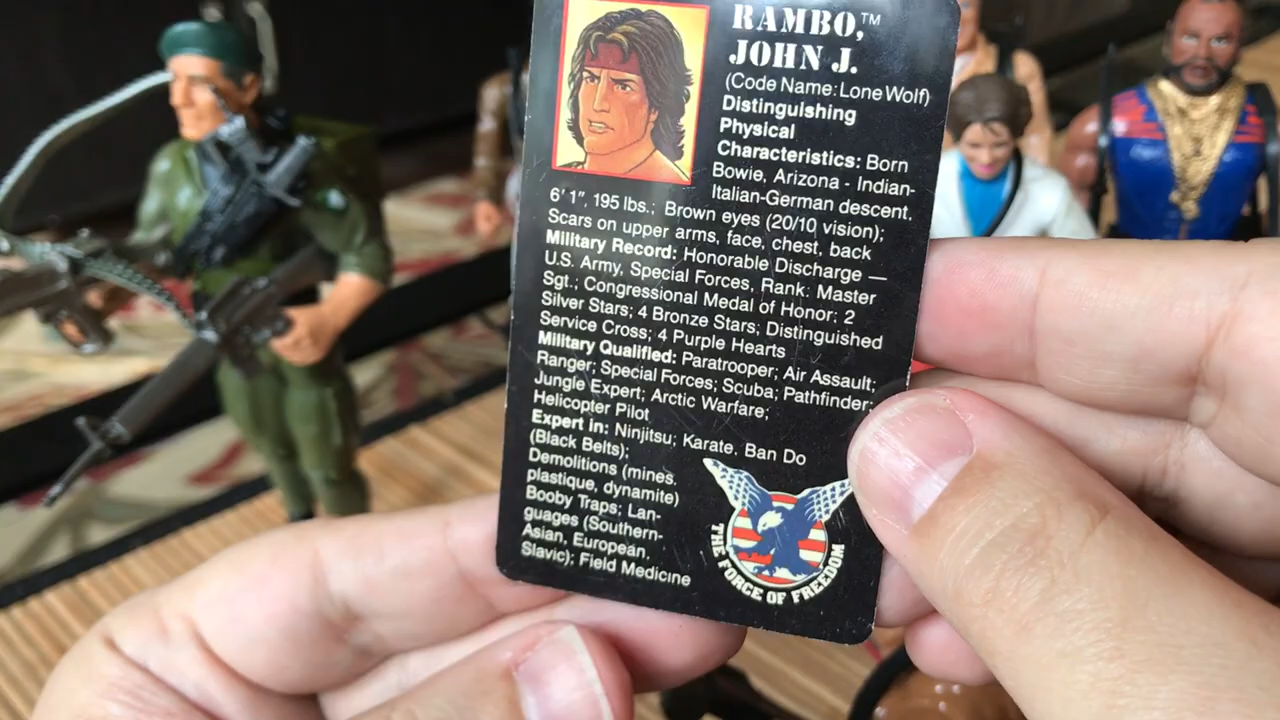 RAMBO,™
JOHN J.
(Code Name: Lone Wolf)
Distinguishing
Physical
Characteristics: Born
Bowie, Arizona - Indian-
Italian-German descent.
6' 1", 195 lbs.; Brown eyes (20/10 vision);
Scars on upper arms, face, chest, back
Military Record: Honorable Discharge —
U.S. Army, Special Forces, Rank: Master
Sgt.; Congressional Medal of Honor; 2
Silver Stars; 4 Bronze Stars; Distinguished
Service Cross; 4 Purple Hearts
Military Qualified: Paratrooper; Air Assault;
Ranger; Special Forces; Scuba; Pathfinder;
Jungle Expert; Arctic Warfare;
Helicopter Pilot
Expert in: Ninjitsu; Karate. Ban Do
(Black Belts);
Demolitions (mines,
plastique, dynamite)
Booby Traps; Lan-
guages (Southern-
Asian, European,
Slavic); Field Medicine
THE FORCE OF FREEDOM